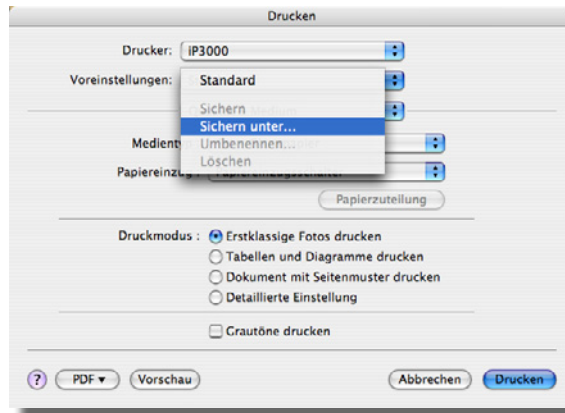 Drucken
Drucker: iP3000
Voreinstellungen: Standard
Sichern
Sichern unter...
Umbenennen...
Löschen
Medient
Papiereinzug :
Papierzuteilung
Druckmodus : Erstklassige Fotos drucken
Tabellen und Diagramme drucken
Dokument mit Seitenmuster drucken
Detaillierte Einstellung
Grautöne drucken
? PDF ▼ Vorschau Abbrechen Drucken